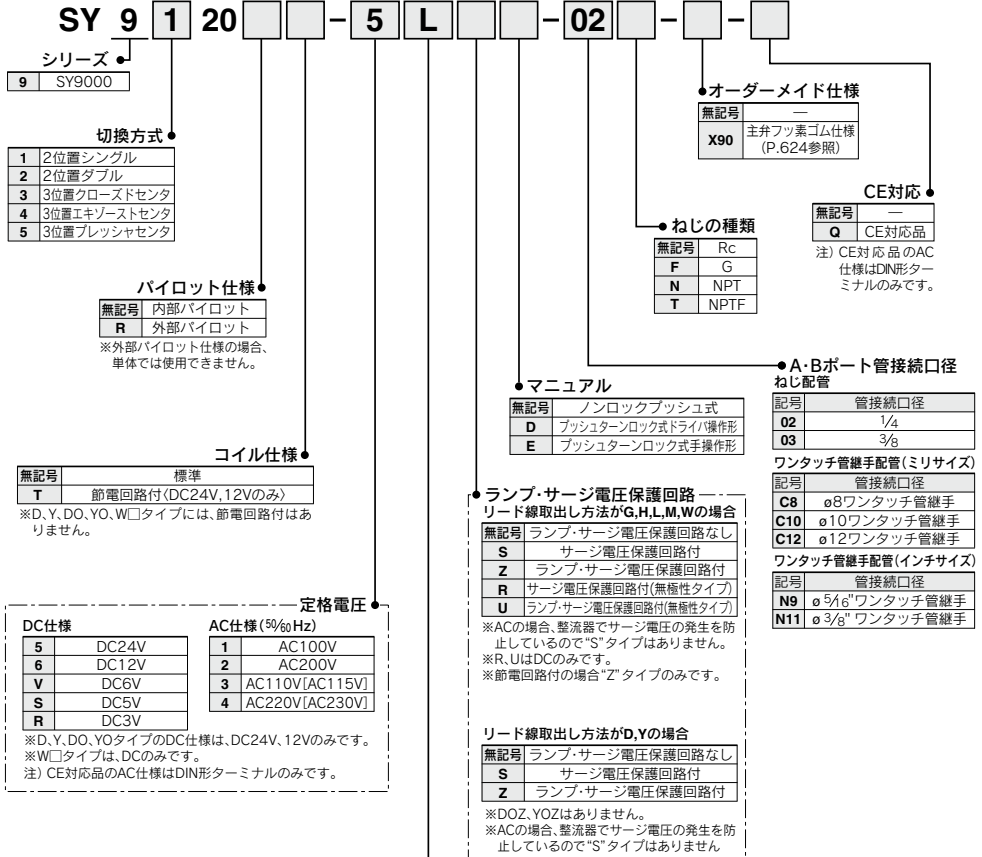 SY 9 1 20 - 5 L - 02 - -
シリーズ
9 SY9000
切換方式
1 2位置シングル
2 2位置ダブル
3 3位置クローズドセンタ
4 3位置エキゾーストセンタ
5 3位置プレッシャセンタ
パイロット仕様
無記号 内部パイロット
R 外部パイロット
※外部パイロット仕様の場合、
単体では使用できません。
コイル仕様
無記号 標準
T 節電回路付〈DC24V,12Vのみ〉
※D、Y、DO、YO、W□タイプには、節電回路付はあ
りません。
定格電圧
DC仕様
5 DC24V
6 DC12V
V DC6V
S DC5V
R DC3V
AC仕様(50/60Hz)
1 AC100V
2 AC200V
3 AC110V[AC115V]
4 AC220V[AC230V]
※D、Y、DO、YOタイプのDC仕様は、DC24V、12Vのみです。
※W□タイプは、DCのみです。
注) CE対応品のAC仕様はDIN形ターミナルのみです。
ランプ・サージ電圧保護回路
リード線取出し方法がG,H,L,M,Wの場合
無記号 ランプ・サージ電圧保護回路なし
S サージ電圧保護回路付
Z ランプ・サージ電圧保護回路付
R サージ電圧保護回路付(無極性タイプ)
U ランプ・サージ電圧保護回路付(無極性タイプ)
※ACの場合、整流器でサージ電圧の発生を防
止しているので"S"タイプはありません。
※R、UはDCのみです。
※節電回路付の場合"Z"タイプのみです。
リード線取出し方法がD,Yの場合
無記号 ランプ・サージ電圧保護回路なし
S サージ電圧保護回路付
Z ランプ・サージ電圧保護回路付
※DOZ、YOZはありません。
※ACの場合、整流器でサージ電圧の発生を防
止しているので"S"タイプはありません
マニュアル
無記号 ノンロックプッシュ式
D プッシュターンロック式ドライバ操作形
E プッシュターンロック式手操作形
A・Bポート管接続口径
ねじ配管
記号 管接続口径
02 1/4
03 3/8
ワンタッチ管継手配管(ミリサイズ)
記号 管接続口径
C8 ø8ワンタッチ管継手
C10 ø10ワンタッチ管継手
C12 ø12ワンタッチ管継手
ワンタッチ管継手配管(インチサイズ)
記号 管接続口径
N9 ø5/16"ワンタッチ管継手
N11 ø3/8"ワンタッチ管継手
ねじの種類
無記号 Rc
F G
N NPT
T NPTF
オーダーメイド仕様
無記号 —
X90 主弁フッ素ゴム仕様
(P.624参照)
CE対応
無記号 —
Q CE対応品
注) CE対応品のAC
仕様はDIN形ター
ミナルのみです。